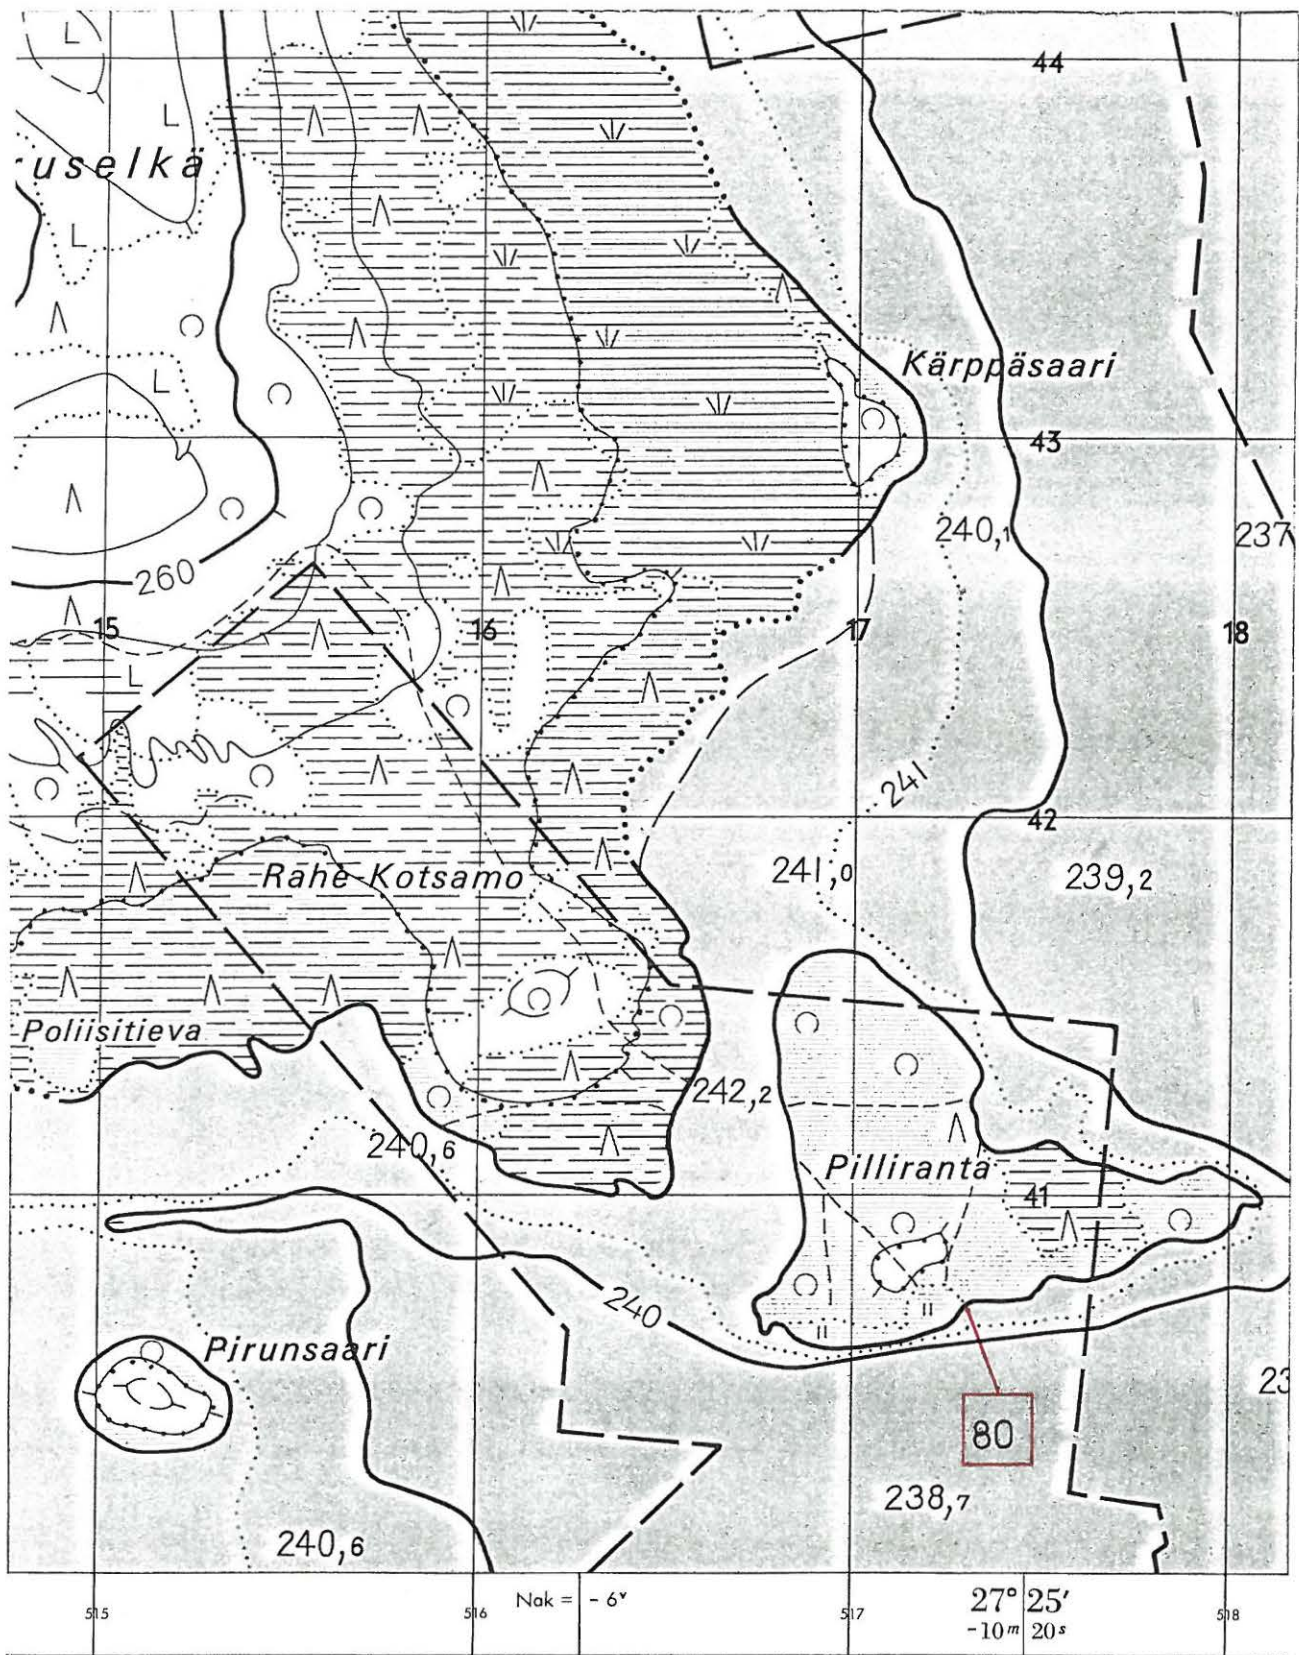 L
44
L
uselkä
L
Kärppäsaari
L
43
240,1
237
260
15
16
17
18
L
241
42
Rahe-Kotsamo
241,0
239,2
Poliisitieva
242,2
240,6
Pilliranta
41
240
Pirunsaari
23
80
238,7
240,6
Nak = - 6ᵛ
27° 25′
515
516
517
518
-10ᵐ 20ˢ